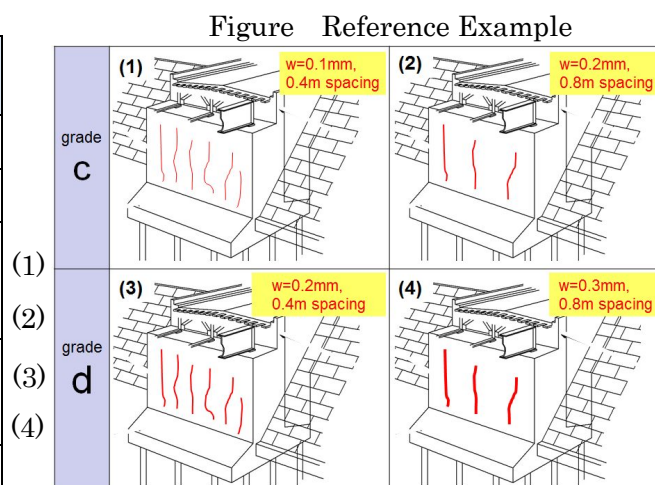 Figure Reference Example
(1)
w=0.1mm,
0.4m spacing
(2)
w=0.2mm,
0.8m spacing
grade
c
(1)
(2)
(3)
(4)
(3)
w=0.2mm,
0.4m spacing
(4)
w=0.3mm,
0.8m spacing
grade
d